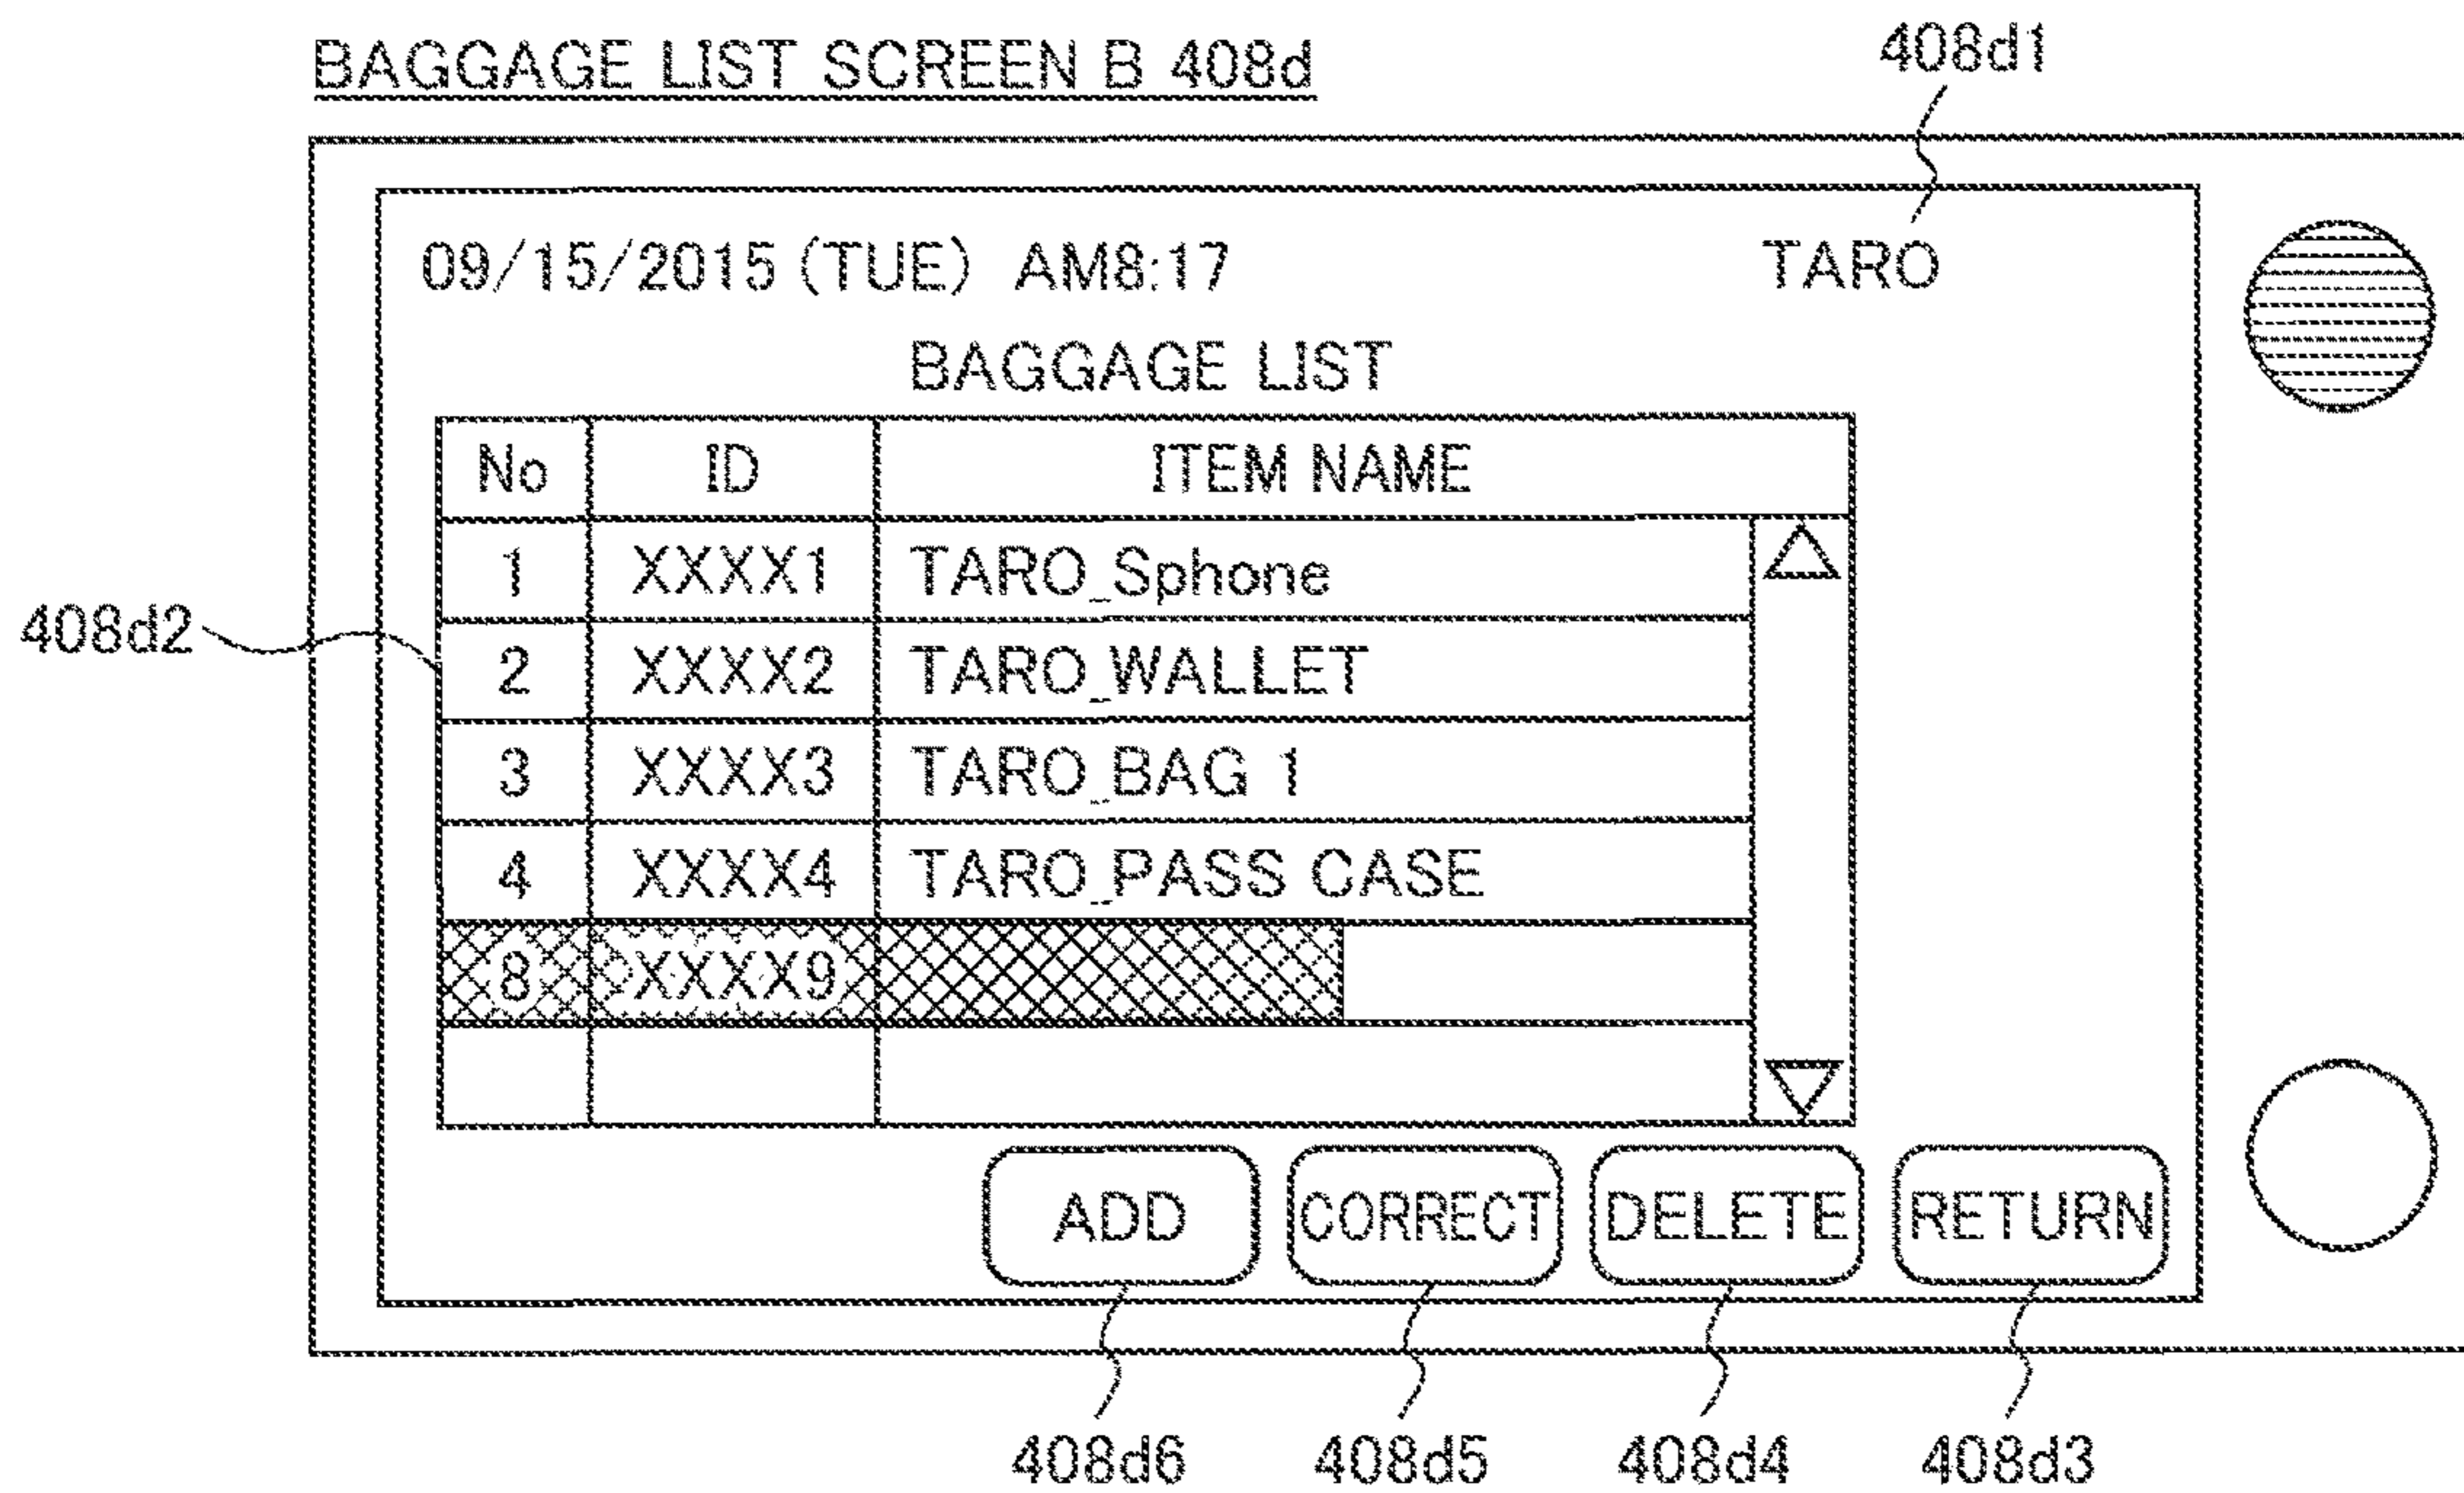 BAGGAGE LIST SCREEN B 408d
408d1
09/15/2015 (TUE) AM8:17 TARO
BAGGAGE LIST
No ID ITEM NAME
1 XXXX1 TARO_Sphone
408d2
2 XXXX2 TARO_WALLET
3 XXXX3 TARO_BAG 1
4 XXXX4 TARO_PASS CASE
8 XXXX9
ADD CORRECT DELETE RETURN
408d6 408d5 408d4 408d3